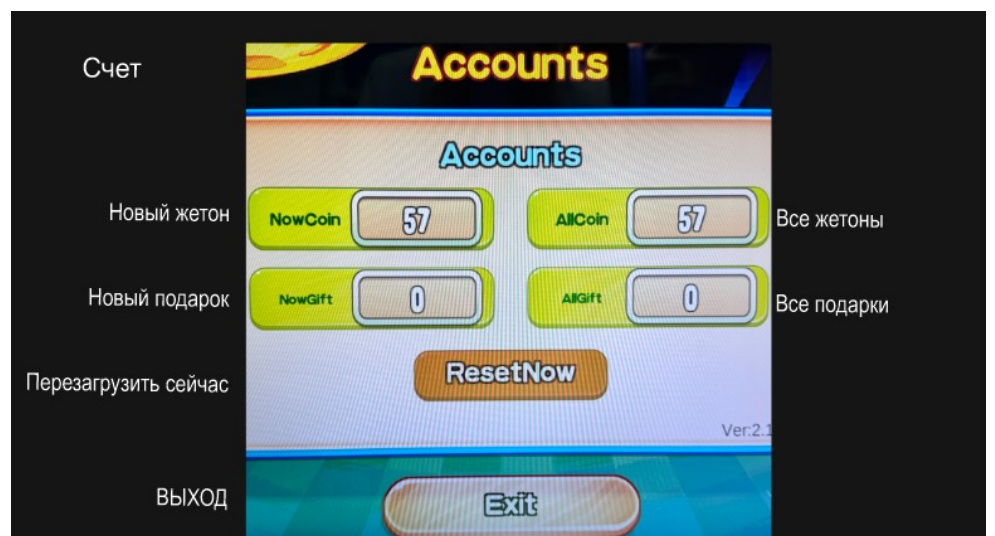 Счет
Accounts
Accounts
Новый жетон
NowCoin
57
AllCoin
57
Все жетоны
Новый подарок
NowGift
0
AllGift
0
Все подарки
Перезагрузить сейчас
ResetNow
Ver:2.1
ВЫХОД
Exit